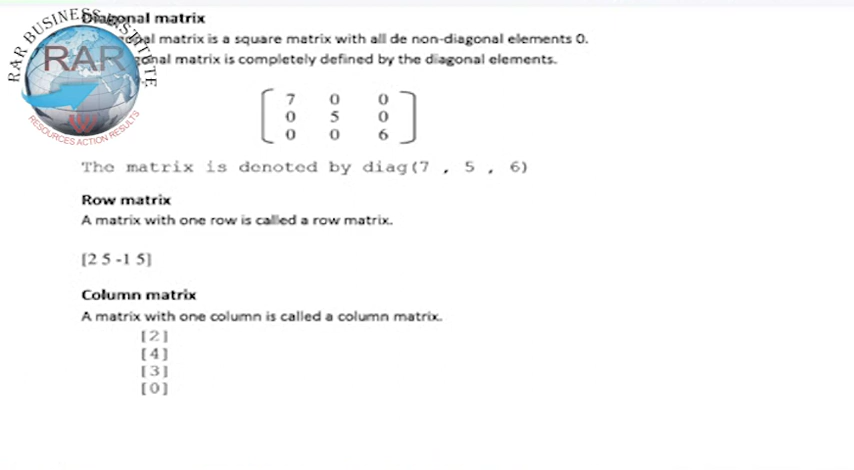 Diagonal matrix
matrix is a square matrix with all de non-diagonal elements 0.
matrix is completely defined by the diagonal elements.
7 0 0
0 5 0
0 0 6
The matrix is denoted by diag(7 , 5 , 6)
Row matrix
A matrix with one row is called a row matrix.
[2 5 -1 5]
Column matrix
A matrix with one column is called a column matrix.
[2]
[4]
[3]
[0]
RAR BUSINESS INSTITUTE
RAR
RESOURCES ACTION RESULTS